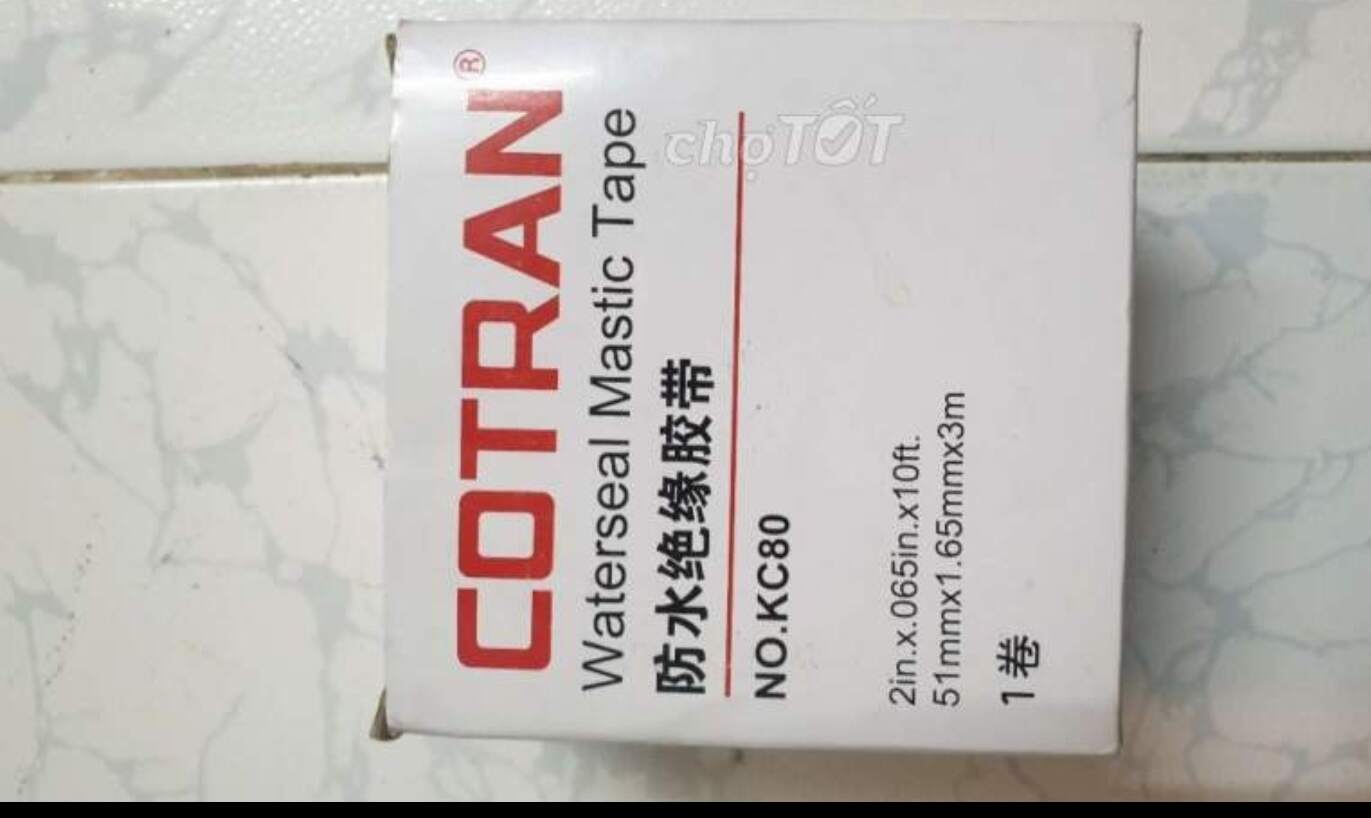 COTRAN®
Waterseal Mastic Tape
防水绝缘胶带
NO.KC80
2in.x.065in.x10ft.
51mmx1.65mmx3m
1卷
chợTỐT